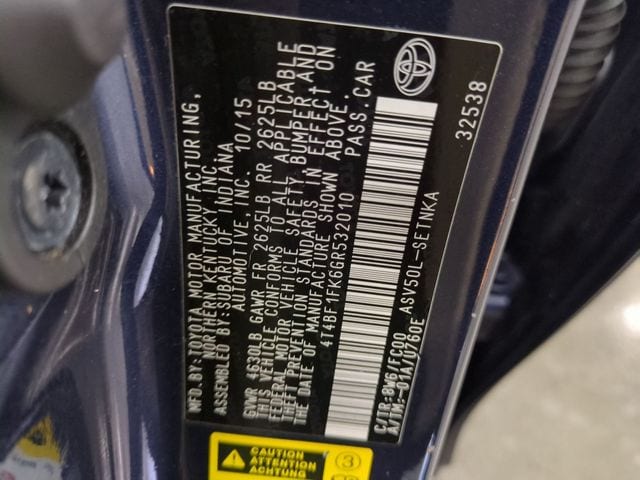 MFD.BY:TOYOTA MOTOR MANUFACTURING,
NORTHERN KENTUCKY, INC.
ASSEMBLED BY:SUBARU OF INDIANA
AUTOMOTIVE, INC. 10/15
GVWR 4630LB GAWR FR 2625LB RR 2625LB
THIS VEHICLE CONFORMS TO ALL APPLICABLE
FEDERAL MOTOR VEHICLE SAFETY, BUMPER, AND
THEFT PREVENTION STANDARDS IN EFFECT ON
THE DATE OF MANUFACTURE SHOWN ABOVE.
4T4BF1FK6GR532010 PASS. CAR
C/TR:8W6/FC00 ASV50L-SETNKA
A/TM:-01A/U760E
32538
CAUTION
ATTENTION
ACHTUNG
3